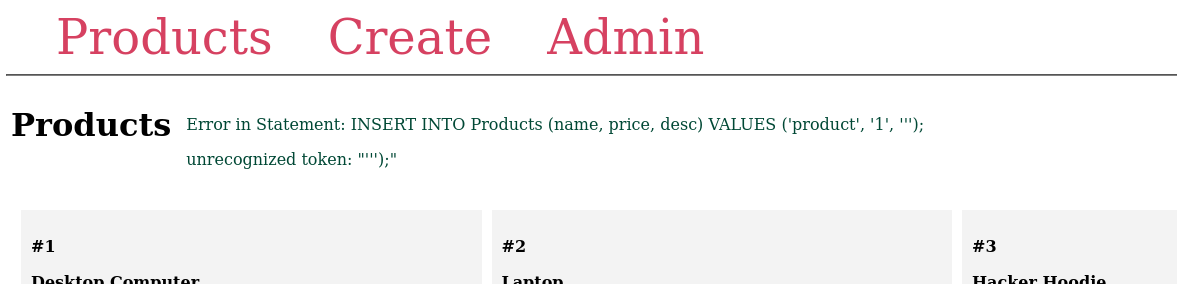 Products Create Admin
Products
Error in Statement: INSERT INTO Products (name, price, desc) VALUES ('product', '1', ''');
unrecognized token: "''');"
#1 #2 #3
Desktop Computer Laptop Hacker Hoodie